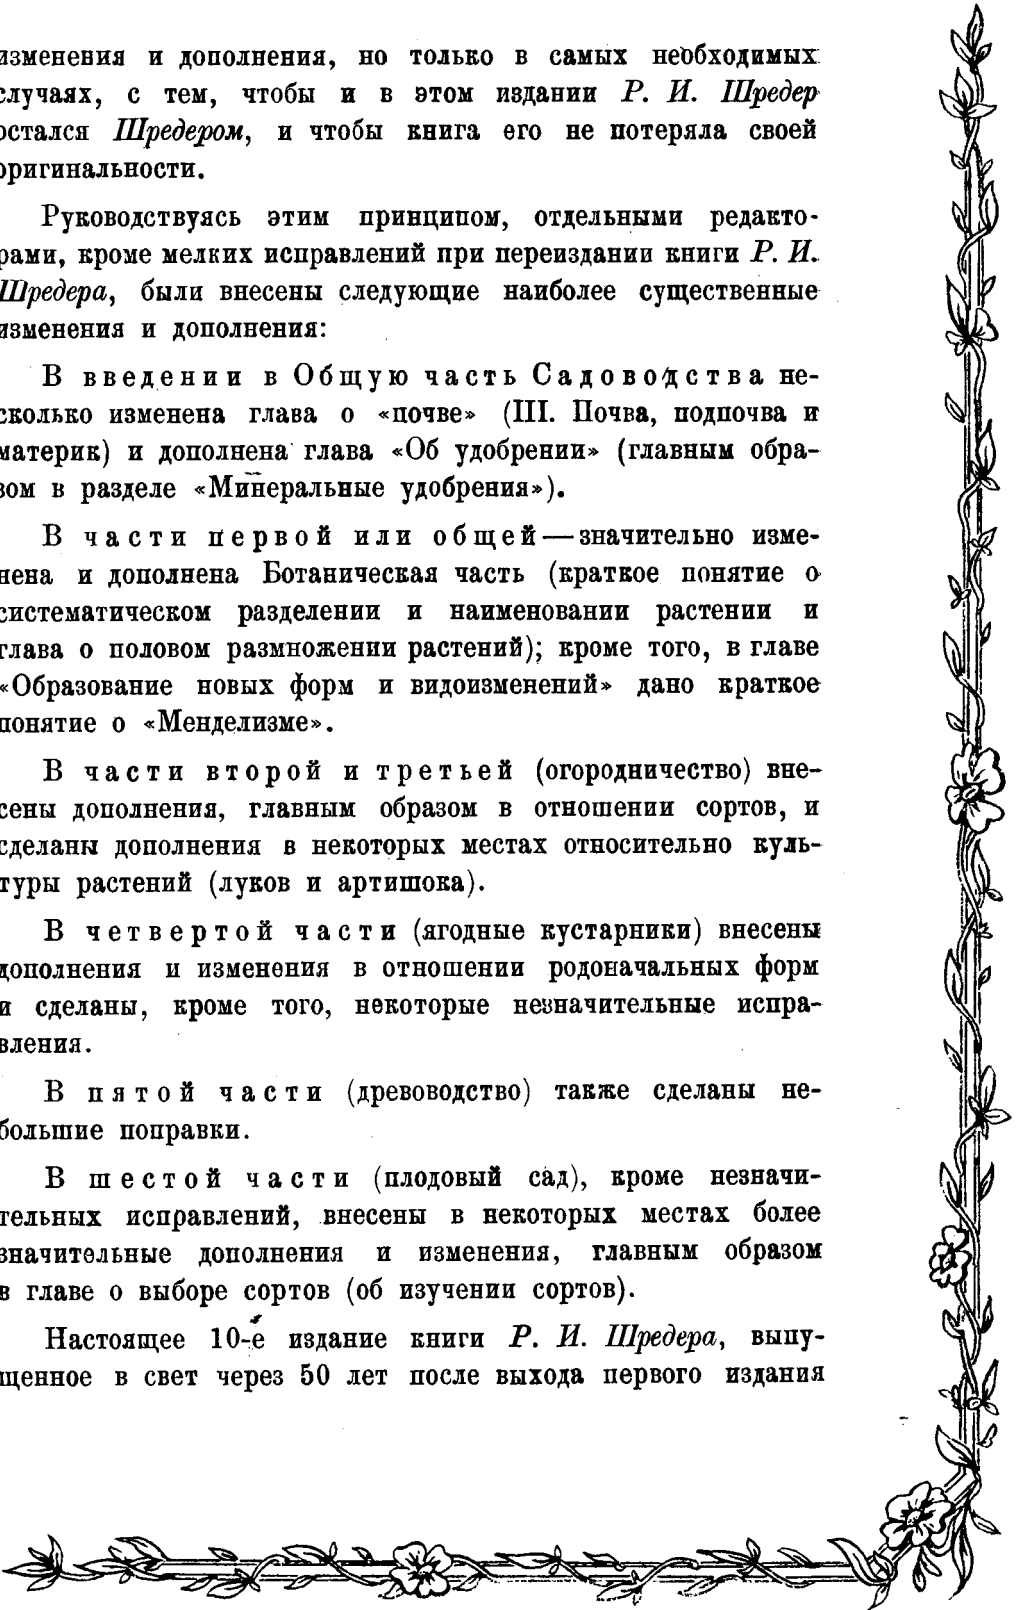 изменения и дополнения, но только в самых необходимых
случаях, с тем, чтобы и в этом издании Р. И. Шредер
остался Шредером, и чтобы книга его не потеряла своей
оригинальности.
Руководствуясь этим принципом, отдельными редакто-
рами, кроме мелких исправлений при переиздании книги Р. И.
Шредера, были внесены следующие наиболее существенные
изменения и дополнения:
В введении в Общую часть Садоводства не-
сколько изменена глава о «почве» (III. Почва, подпочва и
материк) и дополнена глава «Об удобрении» (главным обра-
зом в разделе «Минеральные удобрения»).
В части первой или общей — значительно изме-
нена и дополнена Ботаническая часть (краткое понятие о
систематическом разделении и наименовании растении и
глава о половом размножении растений); кроме того, в главе
«Образование новых форм и видоизменений» дано краткое
понятие о «Менделизме».
В части второй и третьей (огородничество) вне-
сены дополнения, главным образом в отношении сортов, и
сделаны дополнения в некоторых местах относительно куль-
туры растений (луков и артишока).
В четвертой части (ягодные кустарники) внесены
дополнения и изменения в отношении родоначальных форм
и сделаны, кроме того, некоторые незначительные испра-
вления.
В пятой части (древоводство) также сделаны не-
большие поправки.
В шестой части (плодовый сад), кроме незначи-
тельных исправлений, внесены в некоторых местах более
значительные дополнения и изменения, главным образом
в главе о выборе сортов (об изучении сортов).
Настоящее 10-е издание книги Р. И. Шредера, выпу-
щенное в свет через 50 лет после выхода первого издания